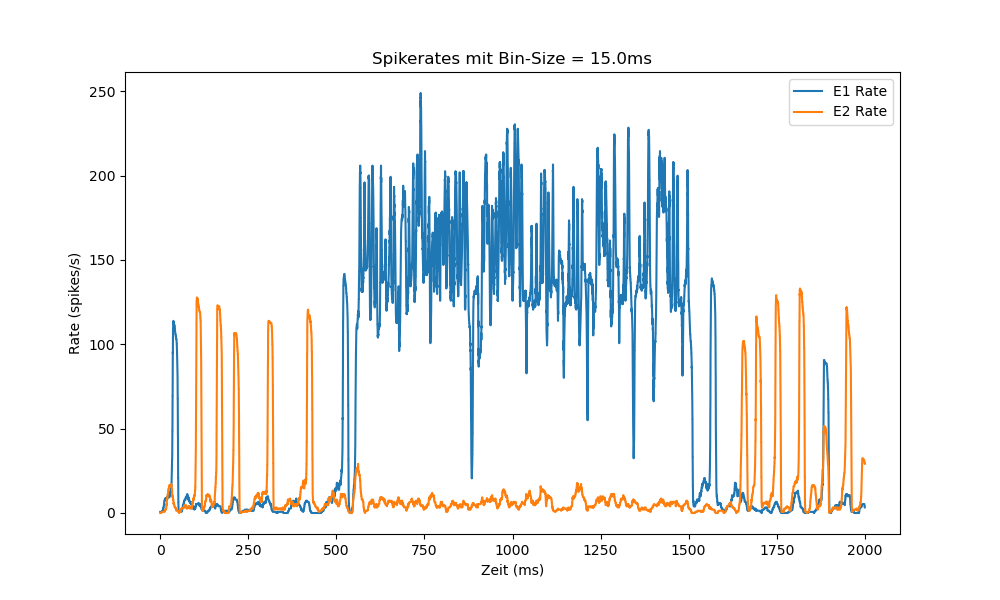 Spikerates mit Bin-Size = 15.0ms
E1 Rate
E2 Rate
250
200
150
100
50
0
Rate (spikes/s)
0 250 500 750 1000 1250 1500 1750 2000
Zeit (ms)